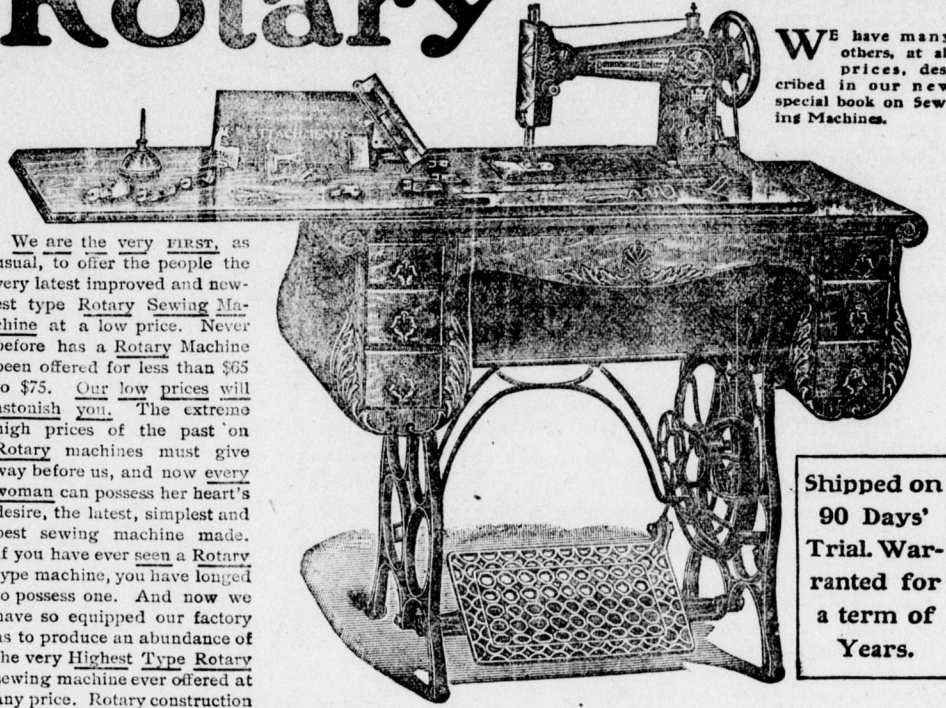 Rotary
WE have many
others, at al
prices, des
cribed in our new
special book on Sew
ing Machines.
ATTACHMENTS
We are the very FIRST, as
usual, to offer the people the
very latest improved and new-
est type Rotary Sewing Ma-
chine at a low price. Never
before has a Rotary Machine
been offered for less than $65
to $75. Our low prices will
astonish you. The extreme
high prices of the past on
Rotary machines must give
way before us, and now every
woman can possess her heart's
desire, the latest, simplest and
best sewing machine made.
If you have ever seen a Rotary
type machine, you have longed
to possess one. And now we
have so equipped our factory
as to produce an abundance of
the very Highest Type Rotary
sewing machine ever offered at
any price. Rotary construction
Shipped on
90 Days'
Trial. War-
ranted for
a term of
Years.